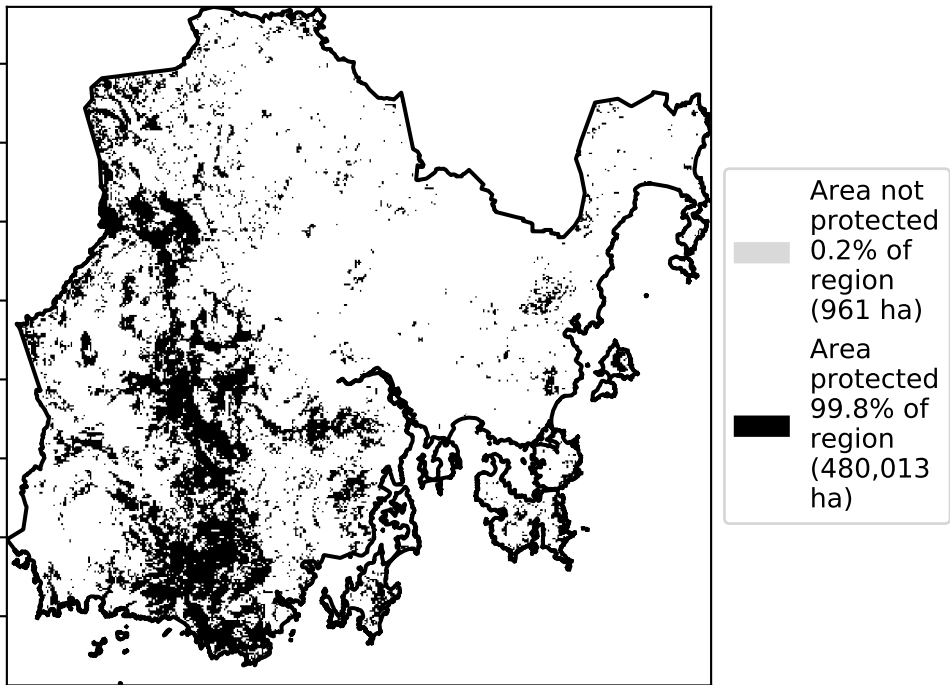 Area not
protected
0.2% of
region
(961 ha)
Area
protected
99.8% of
region
(480,013
ha)